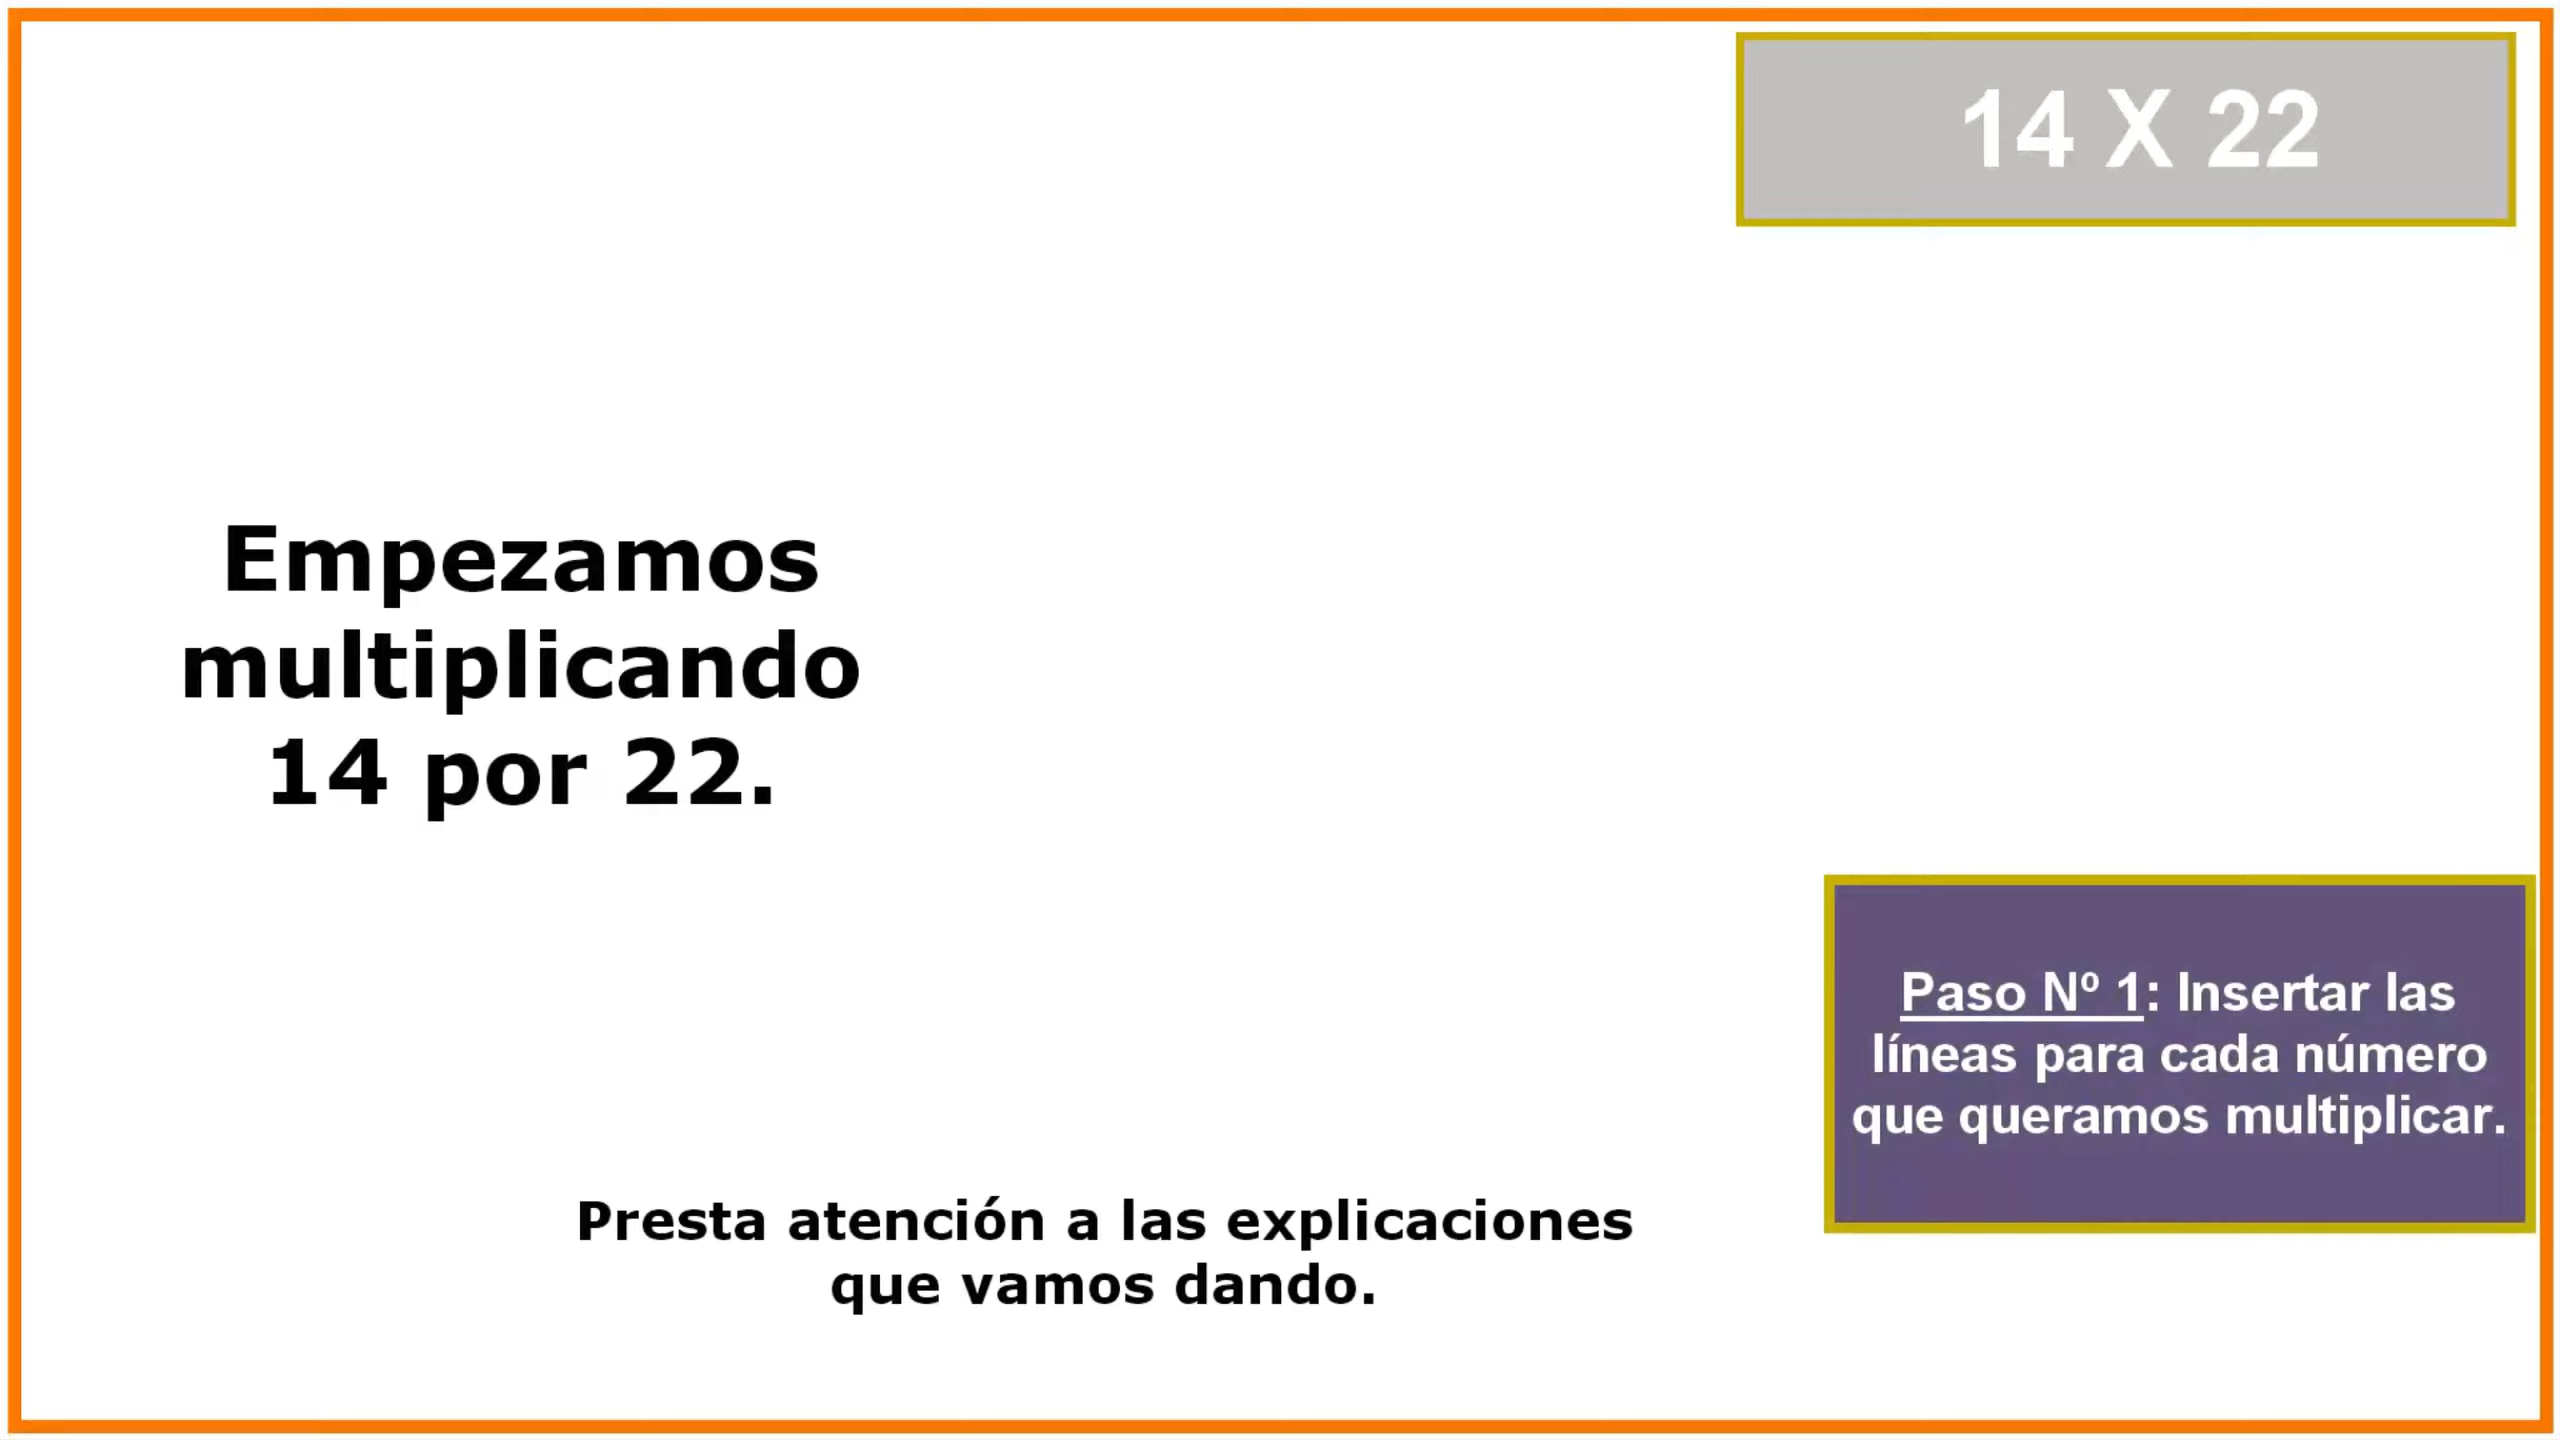 14 X 22
Empezamos
multiplicando
14 por 22.
Paso Nº 1: Insertar las
líneas para cada número
que queramos multiplicar.
Presta atención a las explicaciones
que vamos dando.